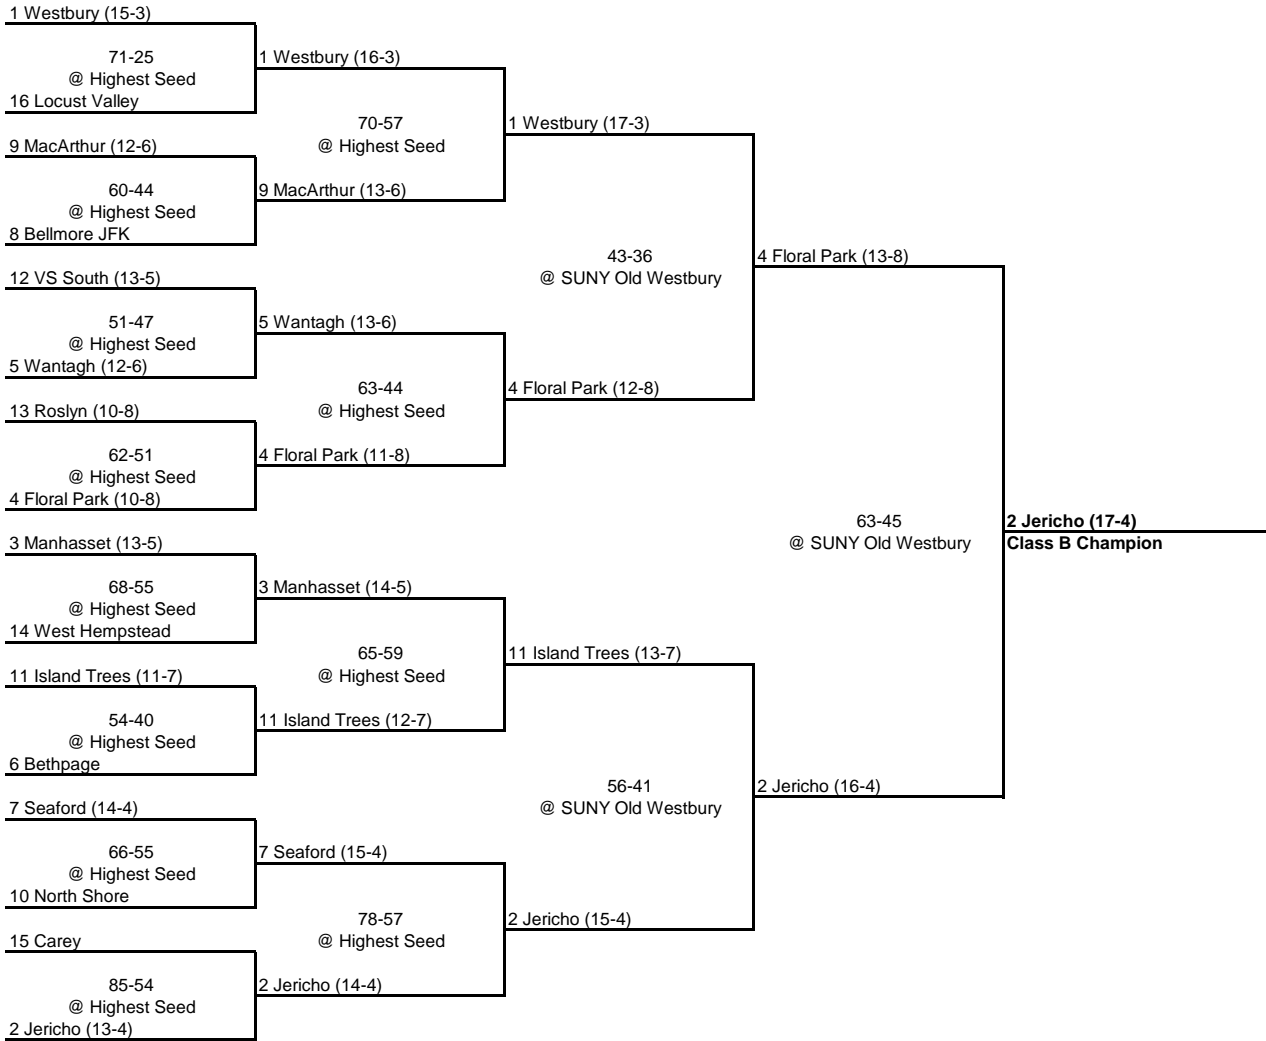 1 Westbury (15-3)
71-25
@ Highest Seed
16 Locust Valley
1 Westbury (16-3)
70-57
@ Highest Seed
1 Westbury (17-3)
9 MacArthur (12-6)
60-44
@ Highest Seed
8 Bellmore JFK
9 MacArthur (13-6)
43-36
@ SUNY Old Westbury
4 Floral Park (13-8)
12 VS South (13-5)
51-47
@ Highest Seed
5 Wantagh (12-6)
5 Wantagh (13-6)
63-44
@ Highest Seed
4 Floral Park (12-8)
13 Roslyn (10-8)
62-51
@ Highest Seed
4 Floral Park (10-8)
4 Floral Park (11-8)
63-45
@ SUNY Old Westbury
2 Jericho (17-4)
Class B Champion
3 Manhasset (13-5)
68-55
@ Highest Seed
14 West Hempstead
3 Manhasset (14-5)
65-59
@ Highest Seed
11 Island Trees (13-7)
11 Island Trees (11-7)
54-40
@ Highest Seed
6 Bethpage
11 Island Trees (12-7)
56-41
@ SUNY Old Westbury
2 Jericho (16-4)
7 Seaford (14-4)
66-55
@ Highest Seed
10 North Shore
7 Seaford (15-4)
78-57
@ Highest Seed
2 Jericho (15-4)
15 Carey
85-54
@ Highest Seed
2 Jericho (13-4)
2 Jericho (14-4)